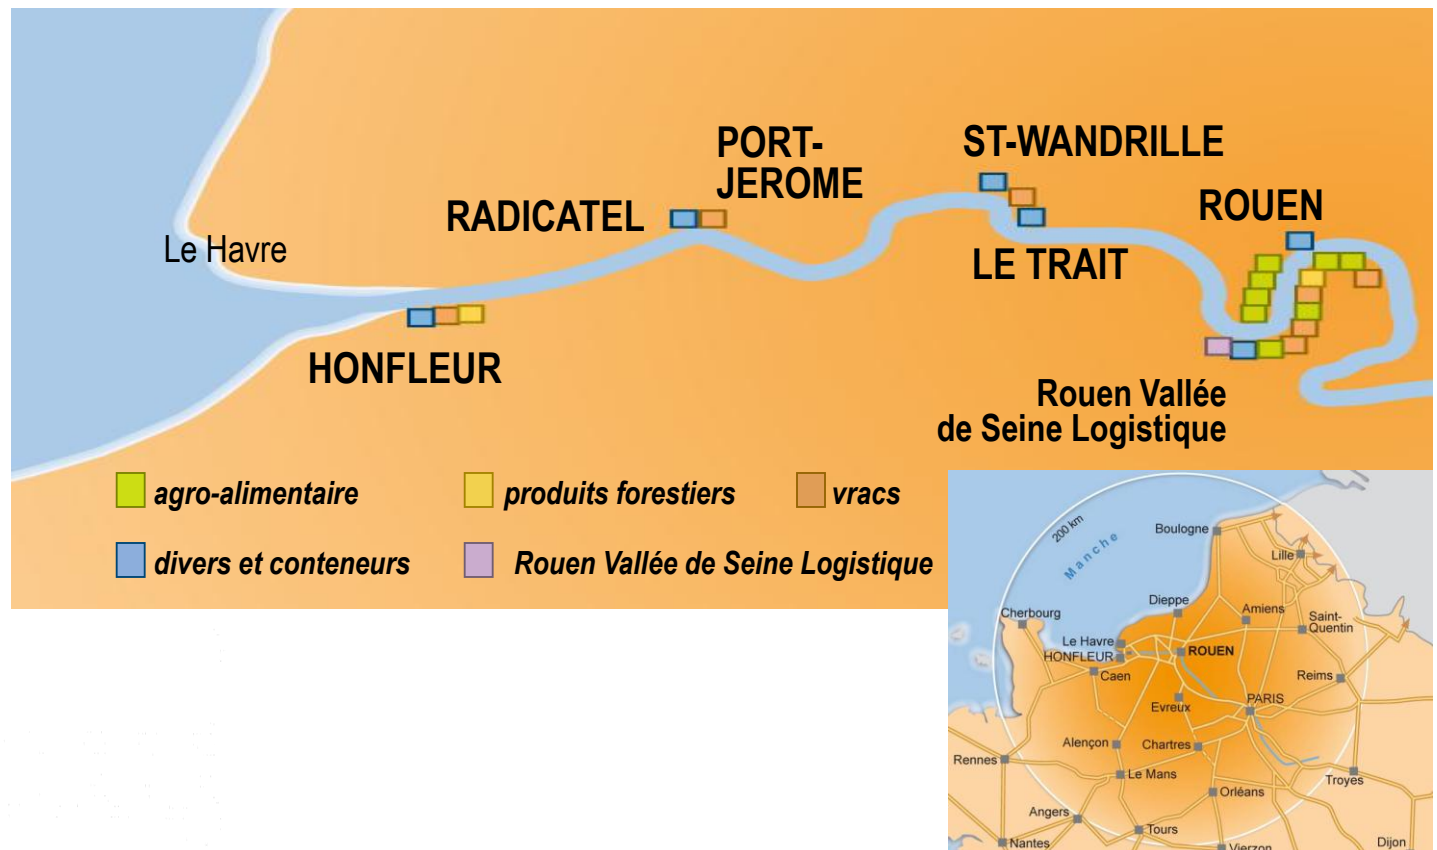 PORT-
JEROME
ST-WANDRILLE
ROUEN
RADICATEL
Le Havre
LE TRAIT
HONFLEUR
Rouen Vallée
de Seine Logistique
agro-alimentaire
produits forestiers
vracs
divers et conteneurs
Rouen Vallée de Seine Logistique
200 km
Manche
Boulogne
Lille
Dieppe
Amiens
Cherbourg
Saint-
Quentin
Le Havre
HONFLEUR
ROUEN
Caen
Reims
Evreux
PARIS
Alençon
Chartres
Rennes
Le Mans
Troyes
Orléans
Angers
Tours
Nantes
Vierzon
Dijon